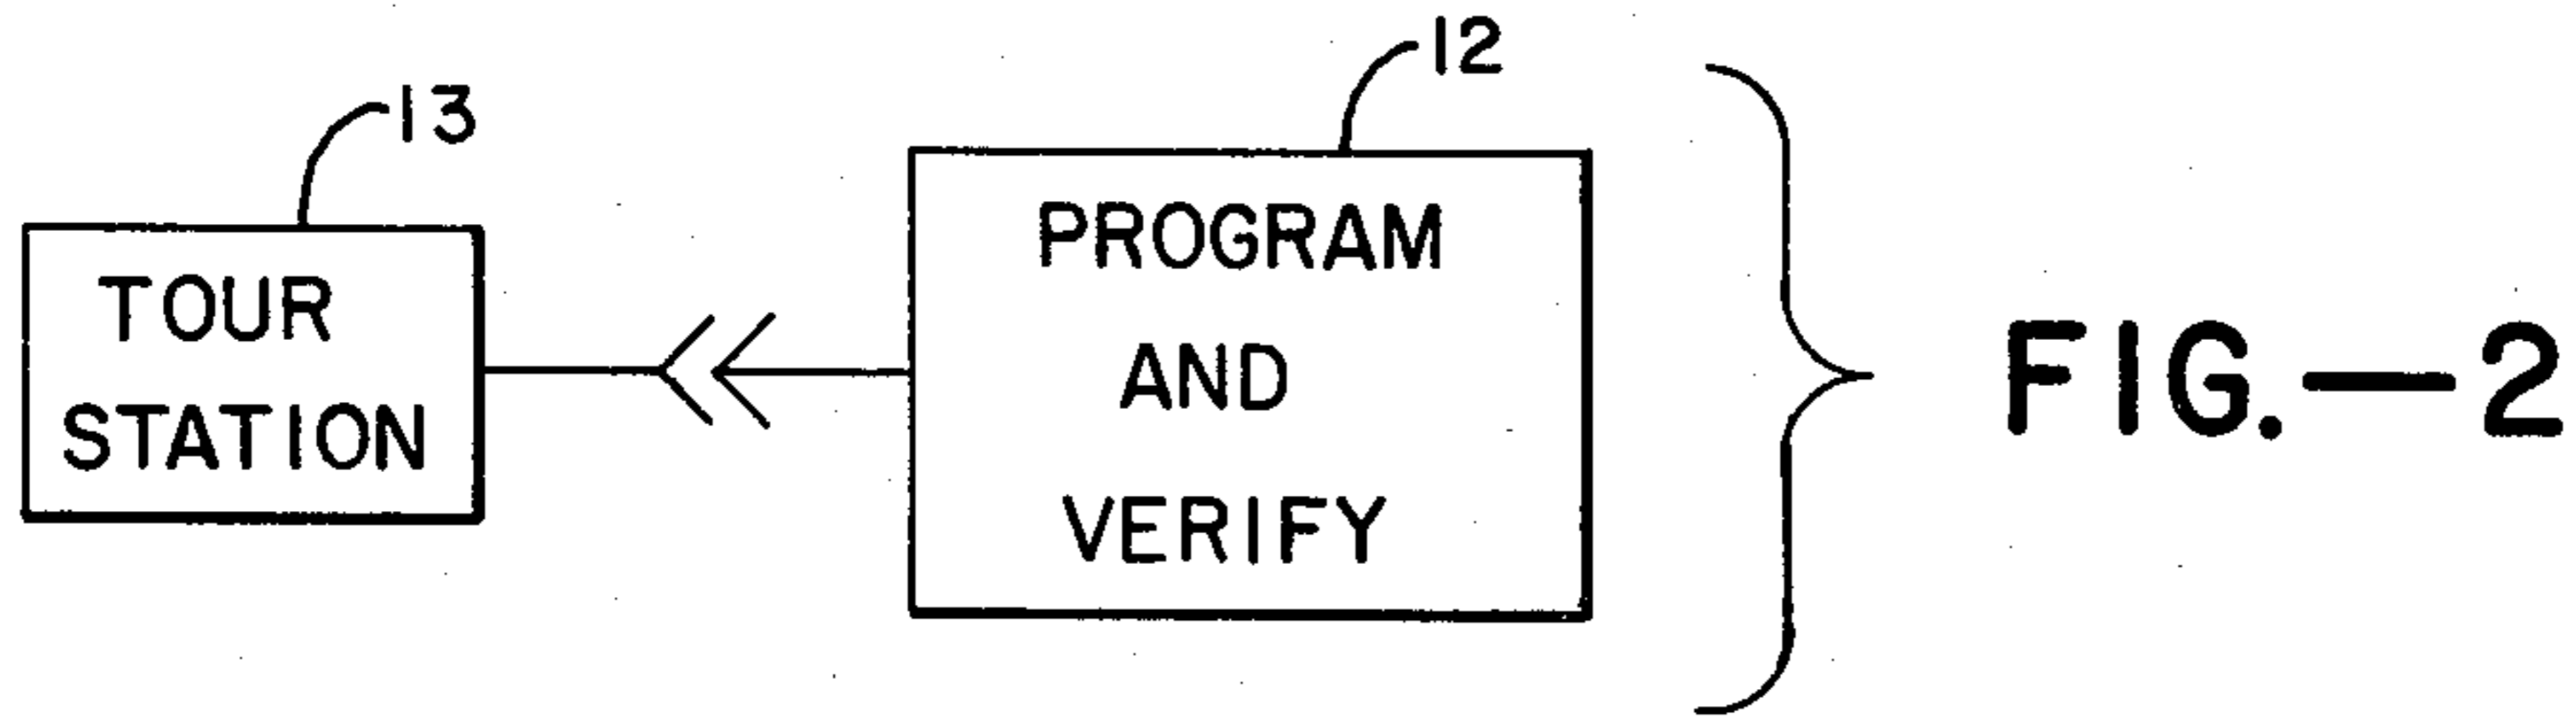 13
TOUR
STATION
12
PROGRAM
AND
VERIFY
FIG.—2